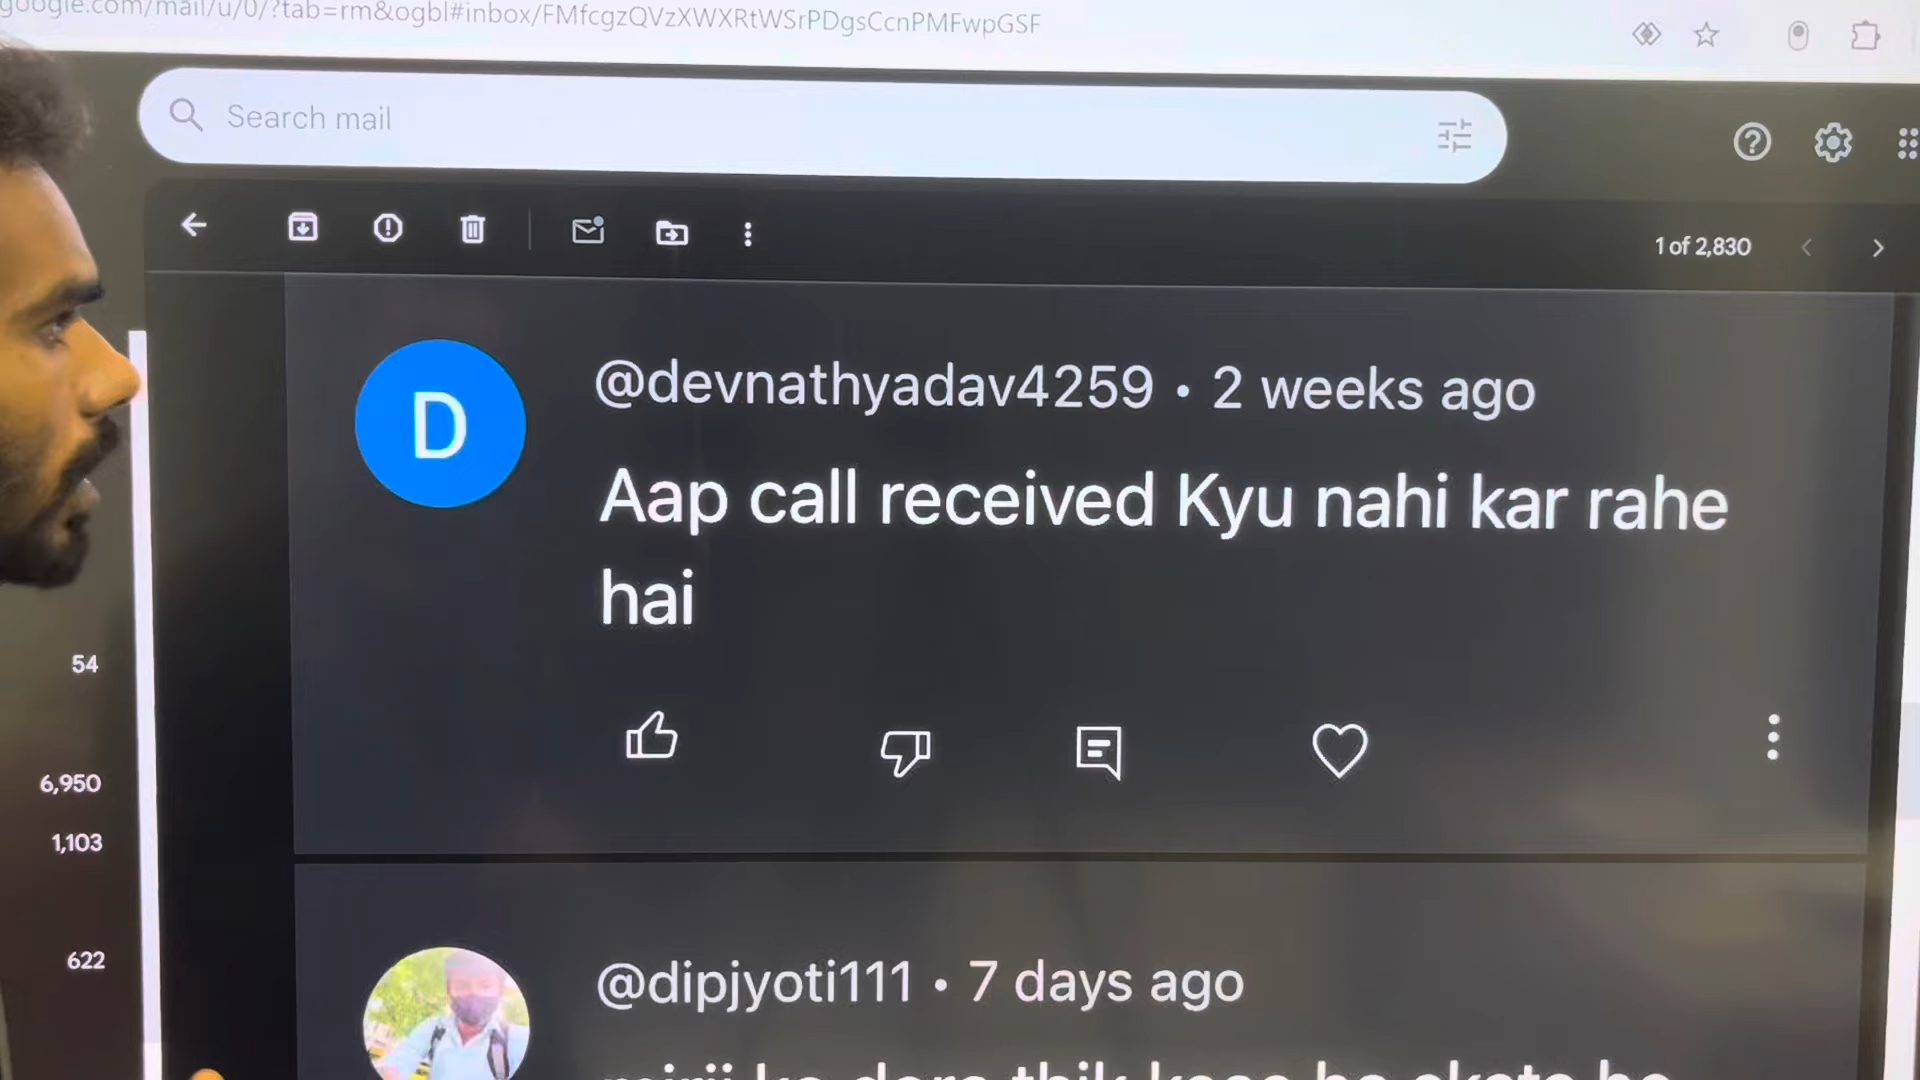 google.com/mail/u/0/?tab=rm&ogbl#inbox/FMfcgzQVzXWXRtWSrPDgsCcnPMFwpGSF
Search mail
1 of 2,830
D
@devnathyadav4259 • 2 weeks ago
Aap call received Kyu nahi kar rahe
hai
54
6,950
1,103
622
@dipjyoti111 • 7 days ago